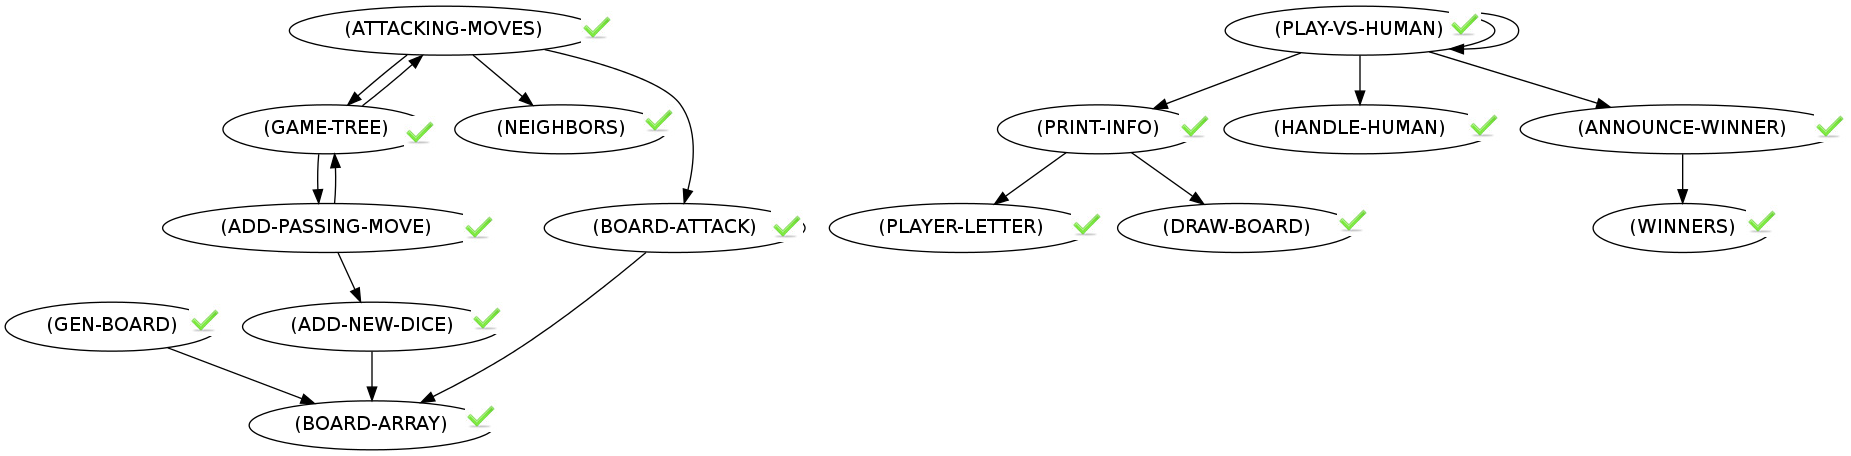 (ATTACKING-MOVES)
(PLAY-VS-HUMAN)
(GAME-TREE)
(NEIGHBORS)
(PRINT-INFO)
(HANDLE-HUMAN)
(ANNOUNCE-WINNER)
(ADD-PASSING-MOVE)
(BOARD-ATTACK)
(PLAYER-LETTER)
(DRAW-BOARD)
(WINNERS)
(GEN-BOARD)
(ADD-NEW-DICE)
(BOARD-ARRAY)